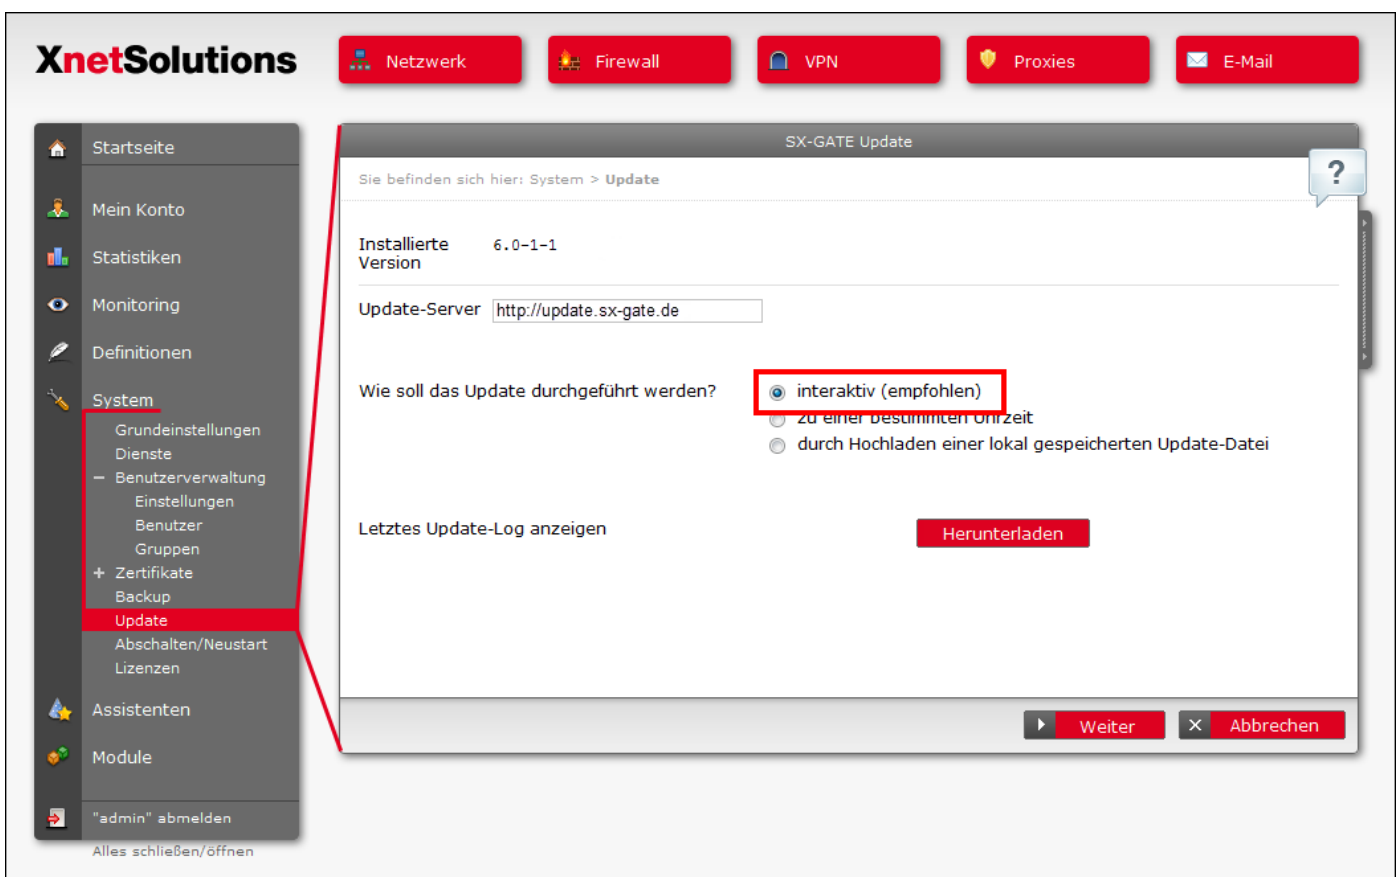 XnetSolutions
Netzwerk
Firewall
VPN
Proxies
E-Mail
Startseite
Mein Konto
Statistiken
Monitoring
Definitionen
System
Grundeinstellungen
Dienste
− Benutzerverwaltung
Einstellungen
Benutzer
Gruppen
+ Zertifikate
Backup
Update
Abschalten/Neustart
Lizenzen
Assistenten
Module
"admin" abmelden
Alles schließen/öffnen
SX-GATE Update
?
Sie befinden sich hier: System > Update
Installierte
Version
6.0-1-1
Update-Server http://update.sx-gate.de
Wie soll das Update durchgeführt werden?
interaktiv (empfohlen)
zu einer bestimmten Uhrzeit
durch Hochladen einer lokal gespeicherten Update-Datei
Letztes Update-Log anzeigen
Herunterladen
Weiter
Abbrechen